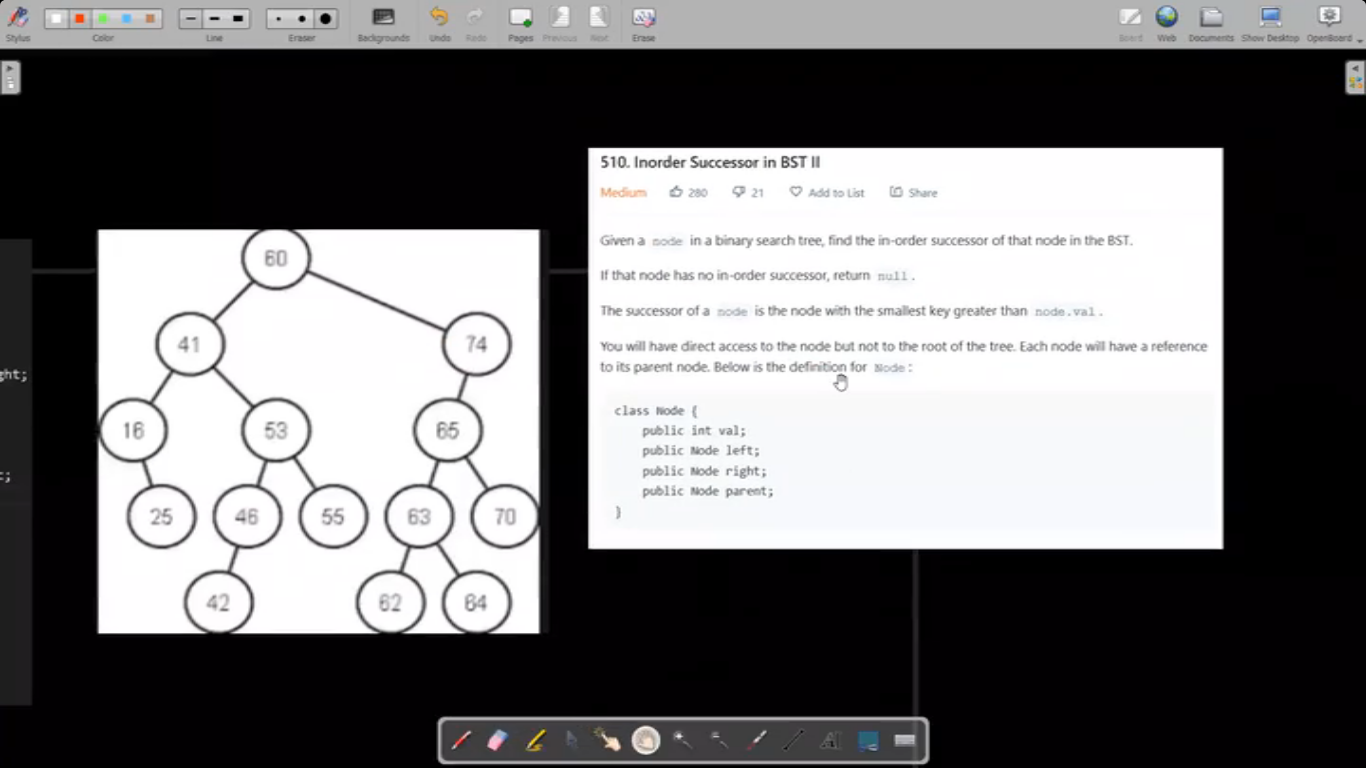 Stylus
Color
Line
Eraser
Backgrounds
Undo
Redo
Pages
Previous
Next
Erase
Board
Web
Documents
Show Desktop
OpenBoard
ght;
c;
60
41
74
16
53
65
25
46
55
63
70
42
62
64
510. Inorder Successor in BST II
Medium 280 21 Add to List Share
Given a node in a binary search tree, find the in-order successor of that node in the BST.
If that node has no in-order successor, return null.
The successor of a node is the node with the smallest key greater than node.val.
You will have direct access to the node but not to the root of the tree. Each node will have a reference
to its parent node. Below is the definition for Node:
class Node {
public int val;
public Node left;
public Node right;
public Node parent;
}